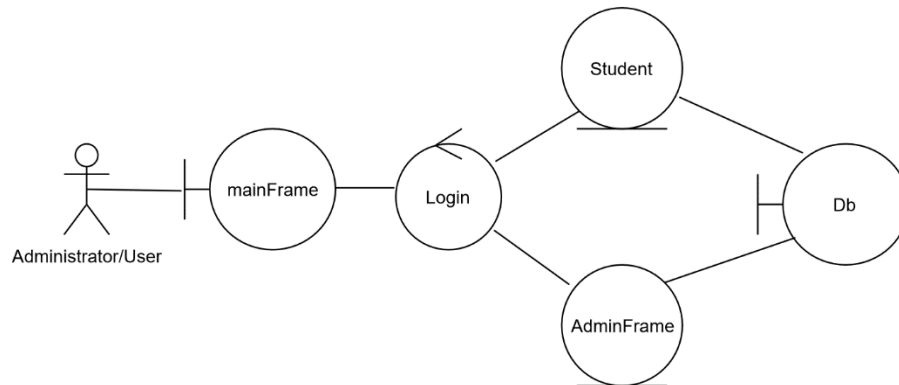 Student
mainFrame
Login
Db
Administrator/User
AdminFrame